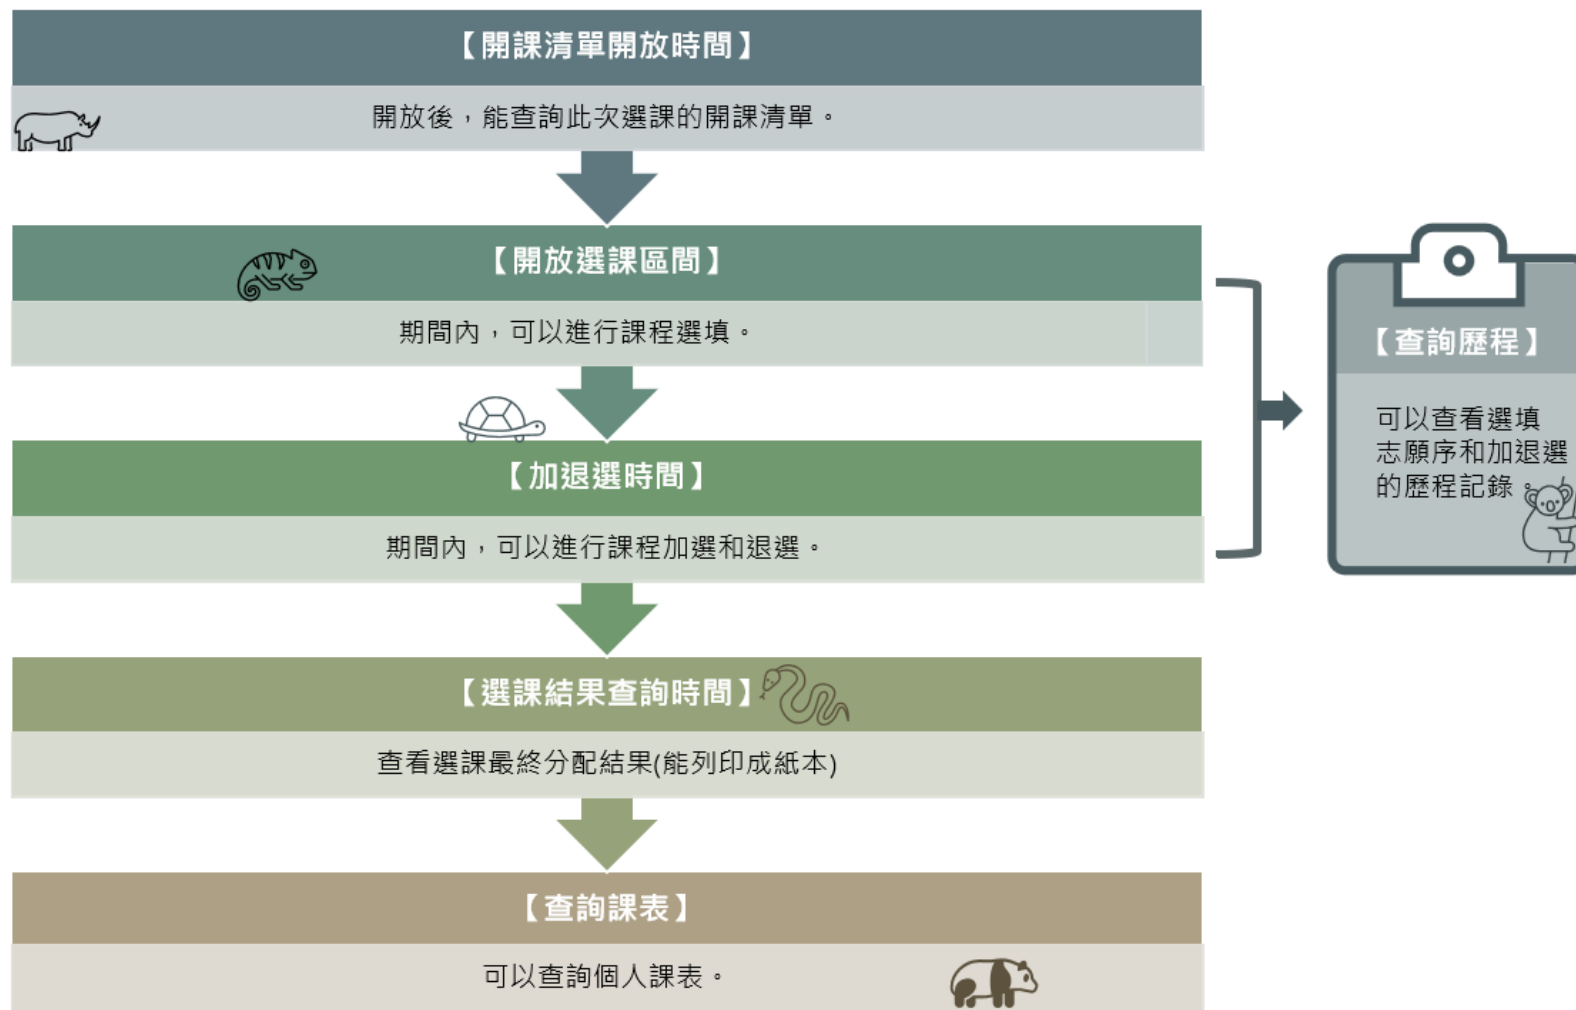 【開課清單開放時間】
開放後，能查詢此次選課的開課清單。
【開放選課區間】
期間內，可以進行課程選填。
【加退選時間】
期間內，可以進行課程加選和退選。
【選課結果查詢時間】
查看選課最終分配結果(能列印成紙本)
【查詢課表】
可以查詢個人課表。
【查詢歷程】
可以查看選填
志願序和加退選
的歷程記錄。